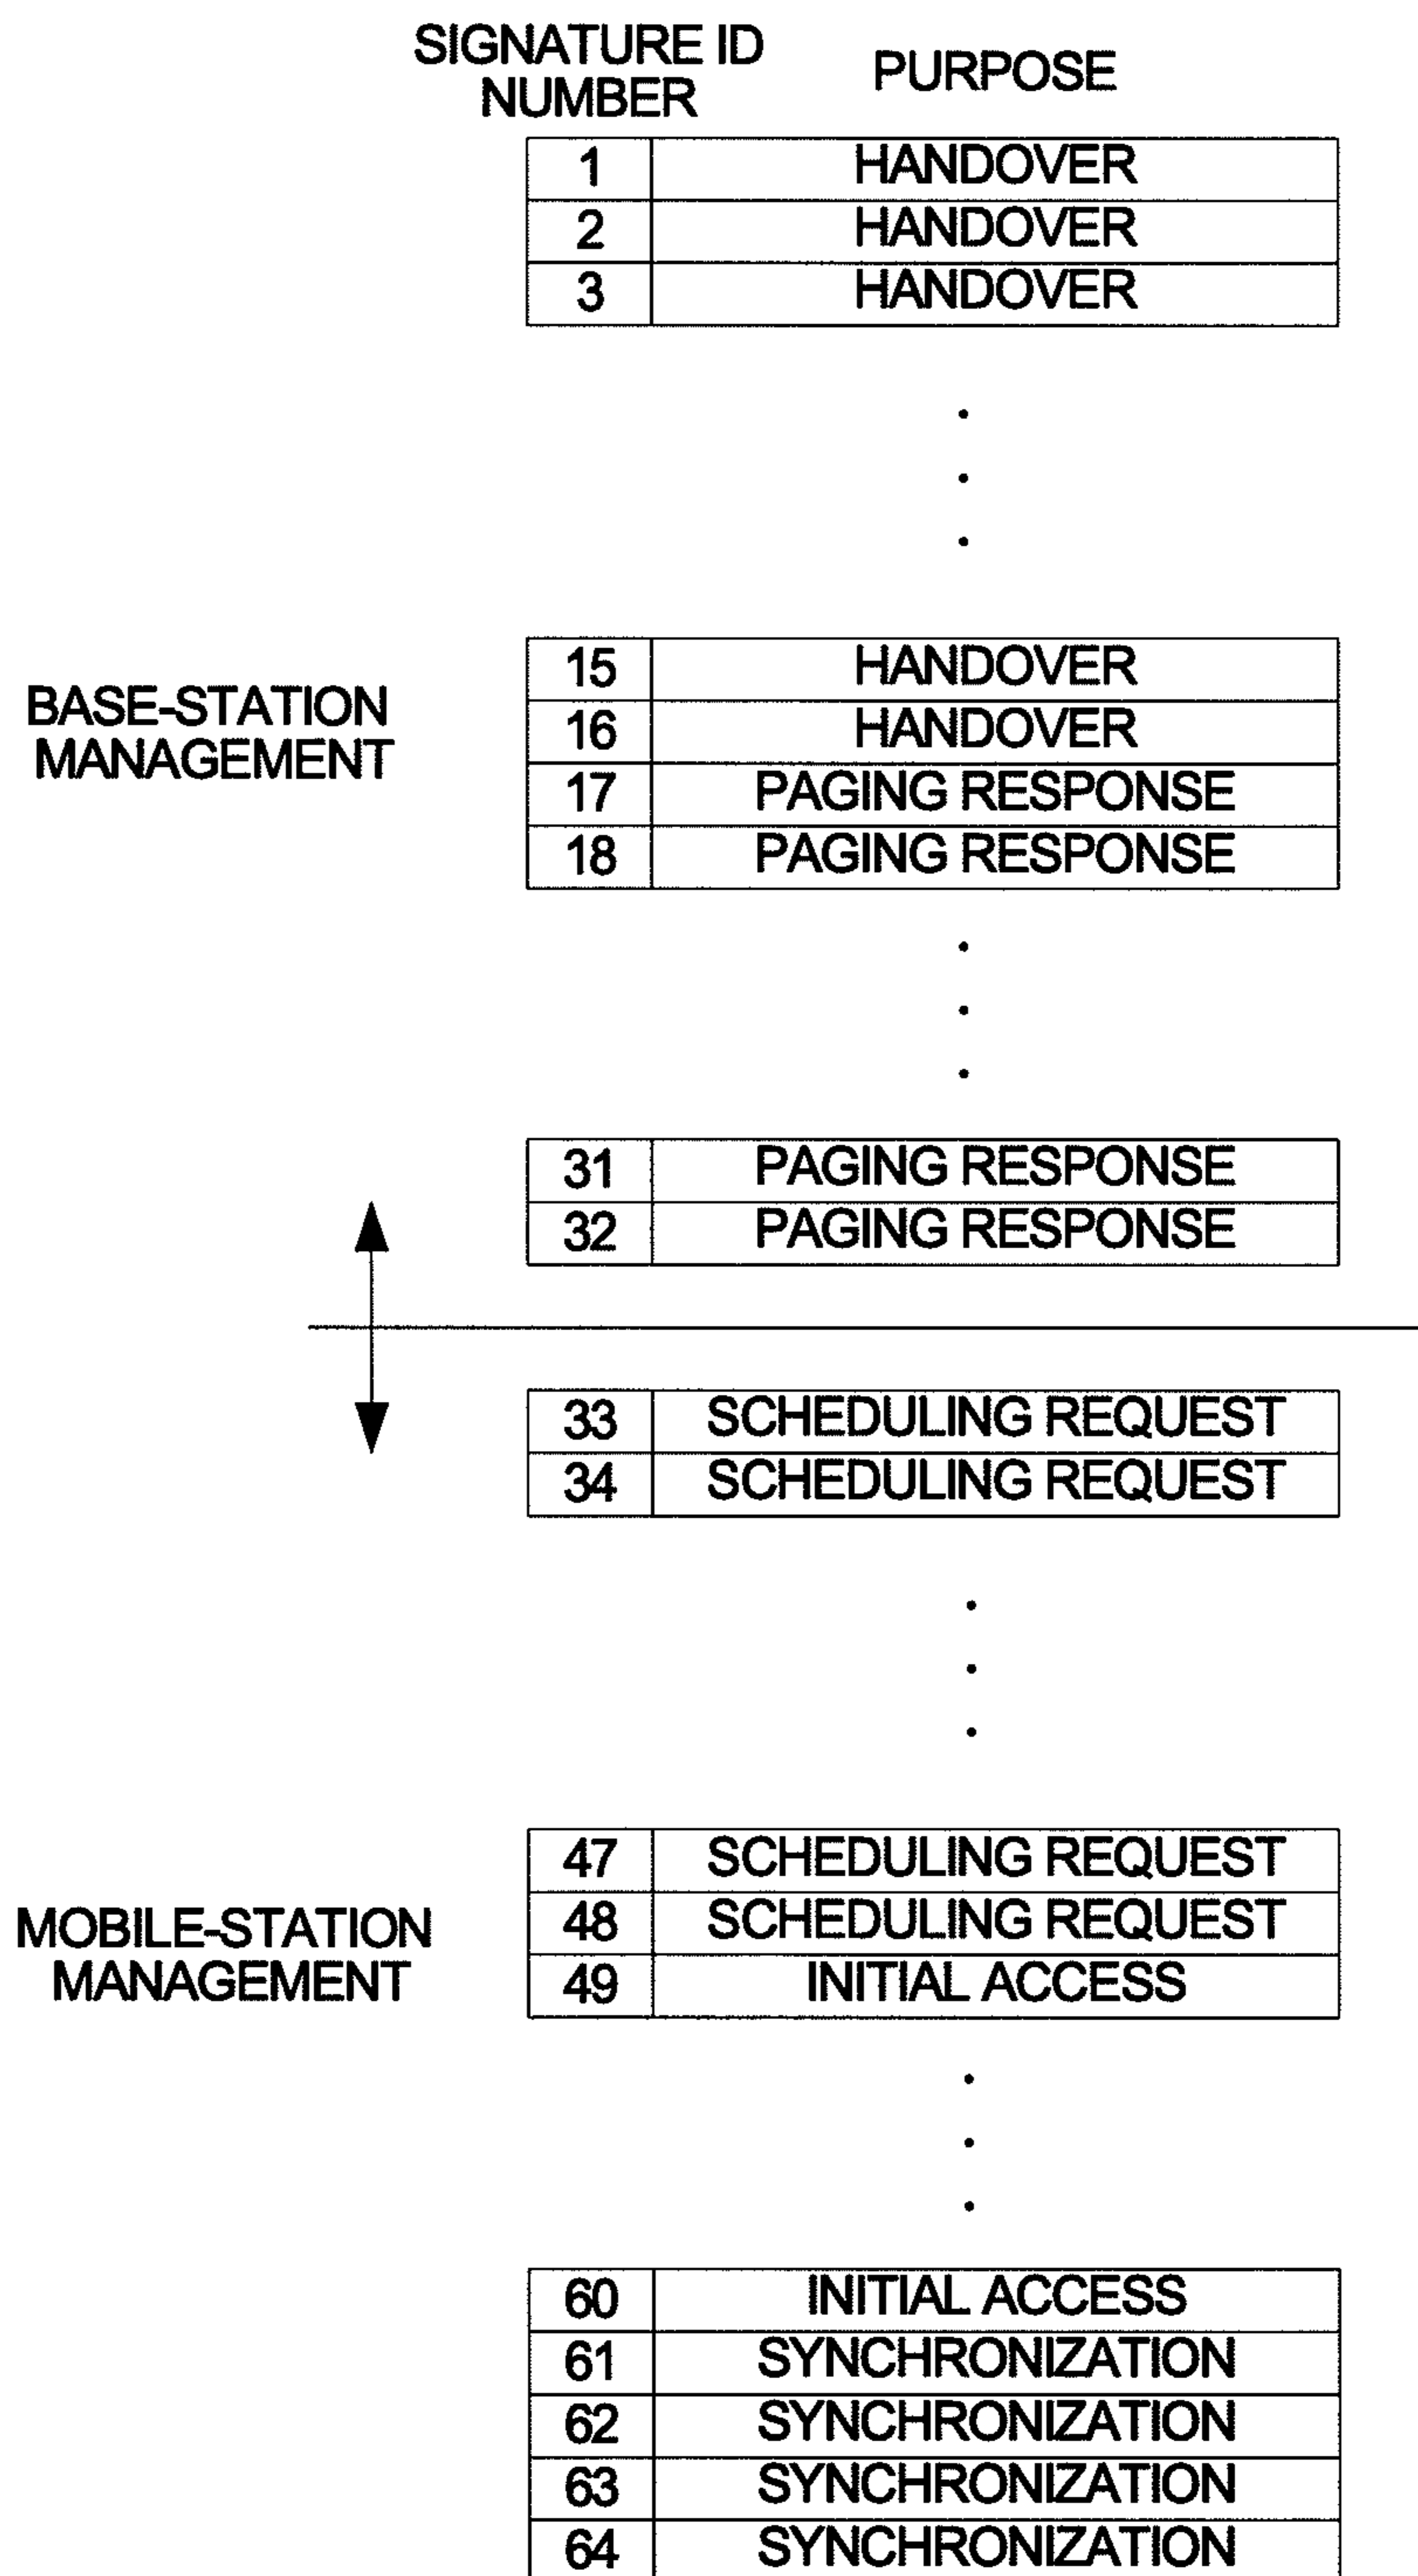 SIGNATURE ID
NUMBER
PURPOSE
1 HANDOVER
2 HANDOVER
3 HANDOVER
BASE-STATION
MANAGEMENT
15 HANDOVER
16 HANDOVER
17 PAGING RESPONSE
18 PAGING RESPONSE
31 PAGING RESPONSE
32 PAGING RESPONSE
33 SCHEDULING REQUEST
34 SCHEDULING REQUEST
MOBILE-STATION
MANAGEMENT
47 SCHEDULING REQUEST
48 SCHEDULING REQUEST
49 INITIAL ACCESS
60 INITIAL ACCESS
61 SYNCHRONIZATION
62 SYNCHRONIZATION
63 SYNCHRONIZATION
64 SYNCHRONIZATION